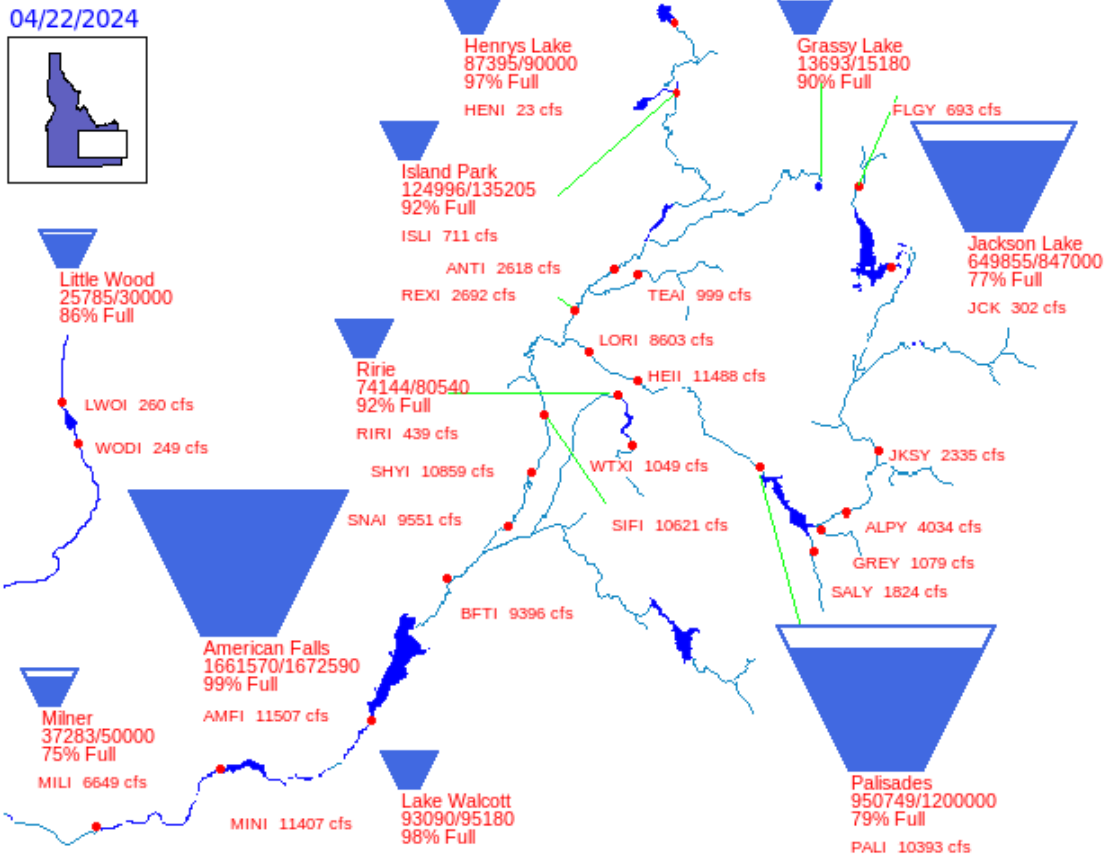 04/22/2024
Henrys Lake
87395/90000
97% Full
HENI 23 cfs
Grassy Lake
13693/15180
90% Full
FLGY 693 cfs
Island Park
124996/135205
92% Full
ISLI 711 cfs
Jackson Lake
649855/847000
77% Full
JCK 302 cfs
Little Wood
25785/30000
86% Full
ANTI 2618 cfs
REXI 2692 cfs
TEAI 999 cfs
LORI 8603 cfs
HEII 11488 cfs
Ririe
74144/80540
92% Full
RIRI 439 cfs
LWOI 260 cfs
WODI 249 cfs
SHYI 10859 cfs
WTXI 1049 cfs
JKSY 2335 cfs
SNAI 9551 cfs
SIFI 10621 cfs
ALPY 4034 cfs
GREY 1079 cfs
SALY 1824 cfs
BFTI 9396 cfs
American Falls
1661570/1672590
99% Full
AMFI 11507 cfs
Milner
37283/50000
75% Full
MILI 6649 cfs
MINI 11407 cfs
Lake Walcott
93090/95180
98% Full
Palisades
950749/1200000
79% Full
PALI 10393 cfs